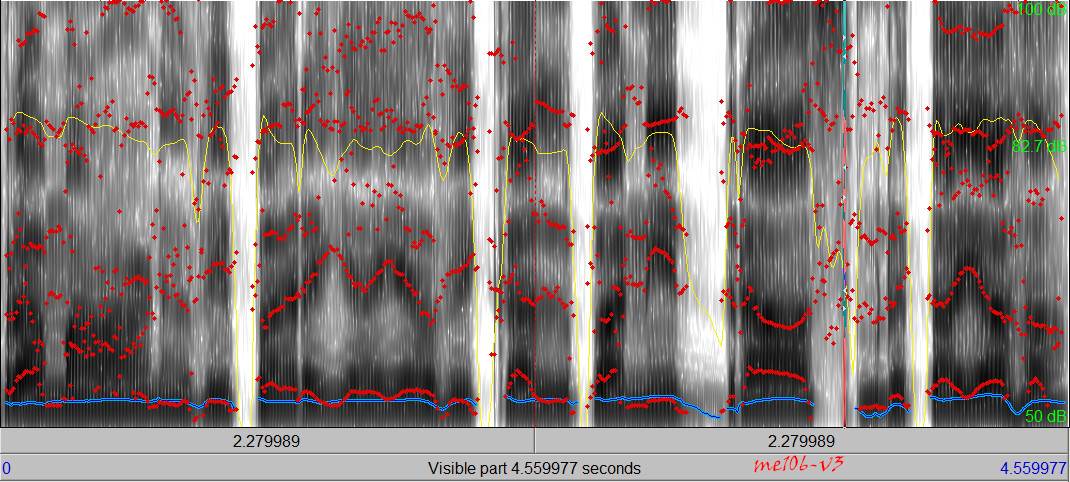 100 dB
82.7 dB
50 dB
2.279989 2.279989
0 Visible part 4.559977 seconds me106-v3 4.559977